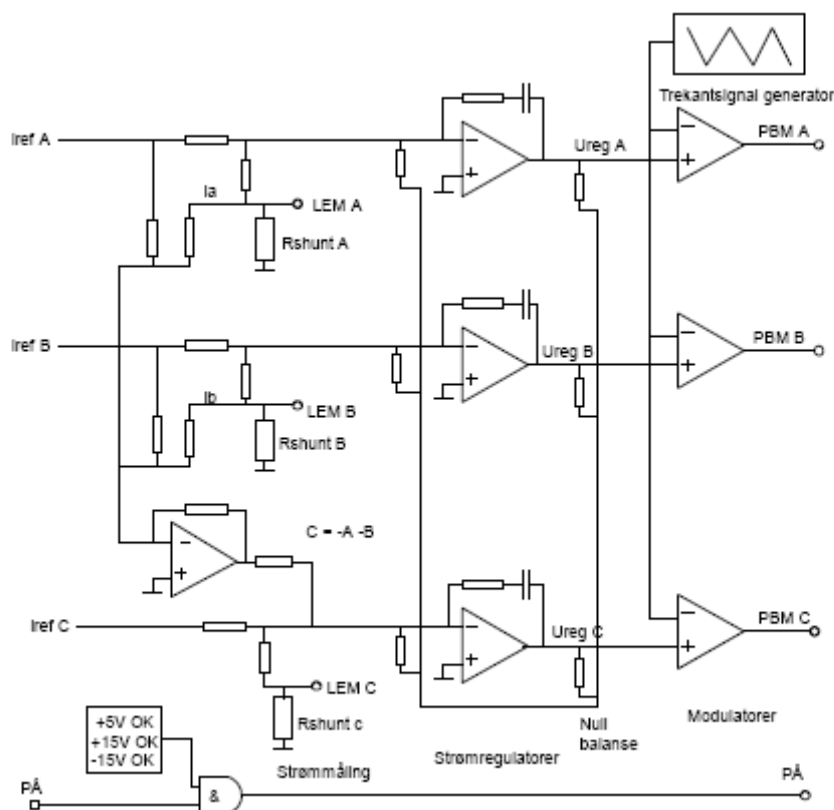 Trekantsignal generator
Iref A
Ureg A
PBM A
Ia
LEM A
Rshunt A
Iref B
Ureg B
PBM B
Ib
LEM B
Rshunt B
C = -A -B
Iref C
Ureg C
PBM C
LEM C
Rshunt c
Strømmåling
Strømregulatorer
Null
balanse
Modulatorer
+5V OK
+15V OK
-15V OK
PÅ
&
PÅ